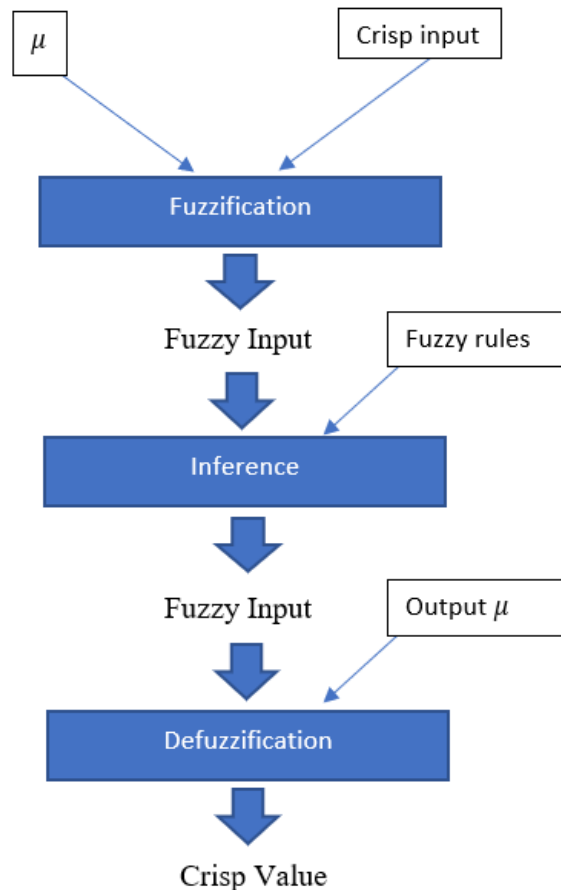 μ
Crisp input
Fuzzification
Fuzzy Input
Fuzzy rules
Inference
Fuzzy Input
Output μ
Defuzzification
Crisp Value